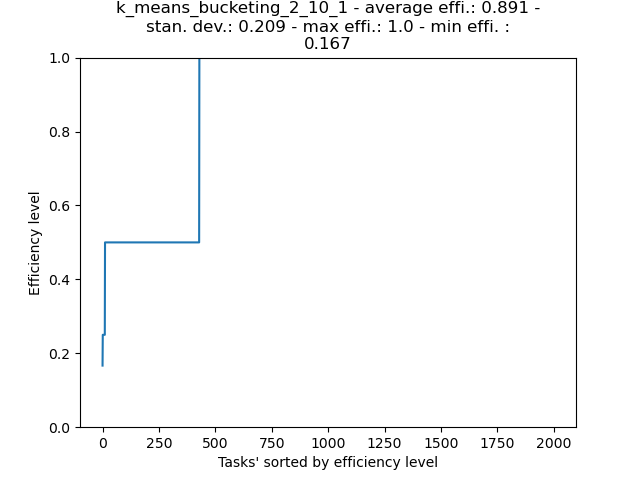 k_means_bucketing_2_10_1 - average effi.: 0.891 -
stan. dev.: 0.209 - max effi.: 1.0 - min effi. :
0.167
1.0
0.8
0.6
0.4
0.2
0.0
Efficiency level
0 250 500 750 1000 1250 1500 1750 2000
Tasks' sorted by efficiency level